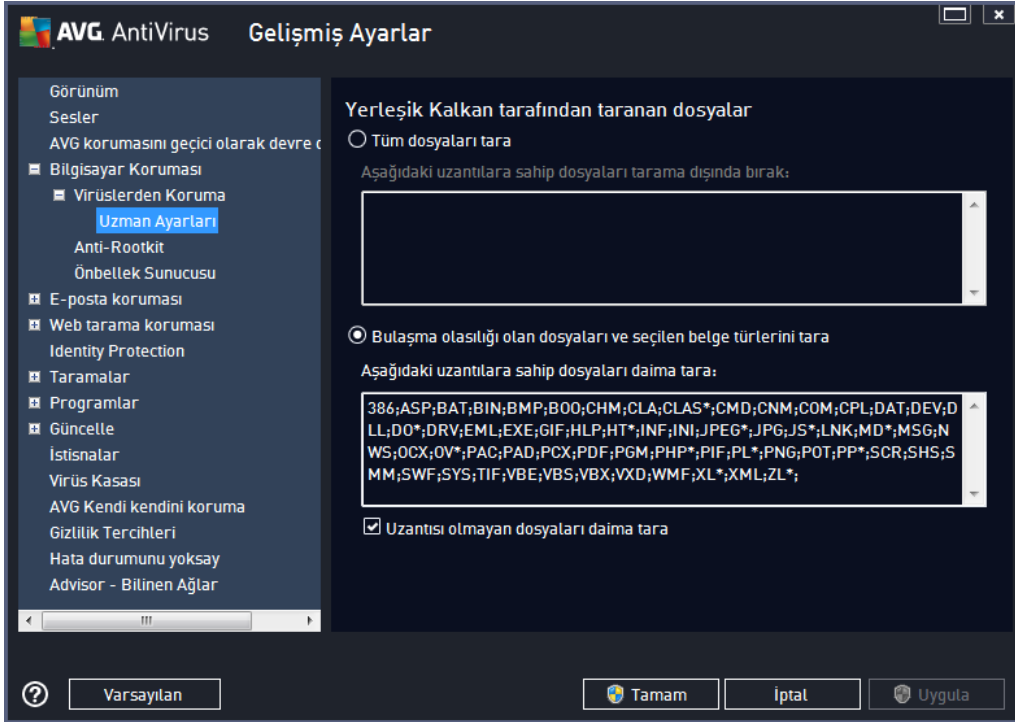 AVG AntiVirus Gelişmiş Ayarlar
Görünüm
Sesler
AVG korumasını geçici olarak devre
Bilgisayar Koruması
Virüslerden Koruma
Uzman Ayarları
Anti-Rootkit
Önbellek Sunucusu
E-posta koruması
Web tarama koruması
Identity Protection
Taramalar
Programlar
Güncelle
İstisnalar
Virüs Kasası
AVG Kendi kendini koruma
Gizlilik Tercihleri
Hata durumunu yoksay
Advisor - Bilinen Ağlar
Yerleşik Kalkan tarafından taranan dosyalar
Tüm dosyaları tara
Aşağıdaki uzantılara sahip dosyaları tarama dışında bırak:
Bulaşma olasılığı olan dosyaları ve seçilen belge türlerini tara
Aşağıdaki uzantılara sahip dosyaları daima tara:
386;ASP;BAT;BIN;BMP;BOO;CHM;CLA;CLAS*;CMD;CNM;COM;CPL;DAT;DEV;D
LL;DO*;DRV;EML;EXE;GIF;HLP;HT*;INF;INI;JPEG*;JPG;JS*;LNK;MD*;MSG;N
WS;OCX;OV*;PAC;PAD;PCX;PDF;PGM;PHP*;PIF;PL*;PNG;POT;PP*;SCR;SHS;S
MM;SWF;SYS;TIF;VBE;VBS;VBX;VXD;WMF;XL*;XML;ZL*;
Uzantısı olmayan dosyaları daima tara
Varsayılan
Tamam
İptal
Uygula